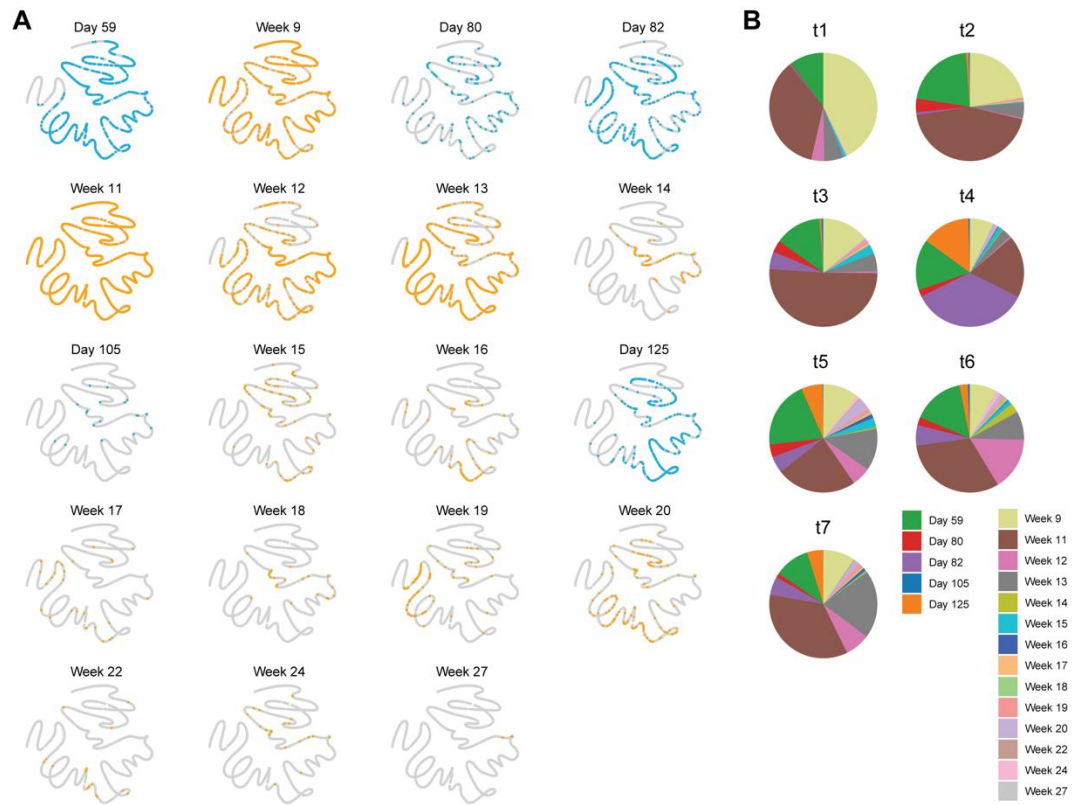 A
B
Day 59
Week 9
Day 80
Day 82
Week 11
Week 12
Week 13
Week 14
Day 105
Week 15
Week 16
Day 125
Week 17
Week 18
Week 19
Week 20
Week 22
Week 24
Week 27
t1
t2
t3
t4
t5
t6
t7
Day 59
Day 80
Day 82
Day 105
Day 125
Week 9
Week 11
Week 12
Week 13
Week 14
Week 15
Week 16
Week 17
Week 18
Week 19
Week 20
Week 22
Week 24
Week 27